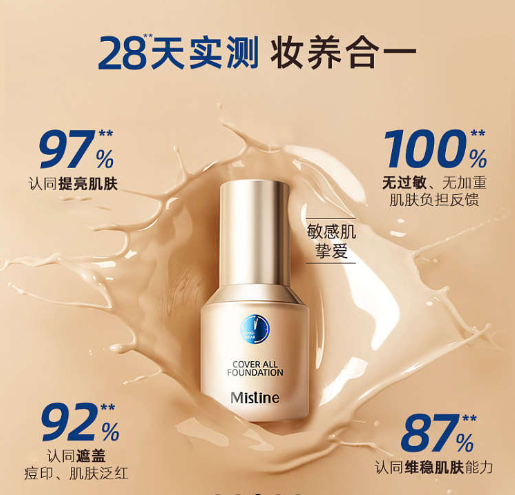 28**天实测 妆养合一
97%**
认同提亮肌肤
100%**
无过敏、无加重
肌肤负担反馈
敏感肌
挚爱
COVER ALL
FOUNDATION
Mistine
92%**
认同遮盖
痘印、肌肤泛红
87%**
认同维稳肌肤能力